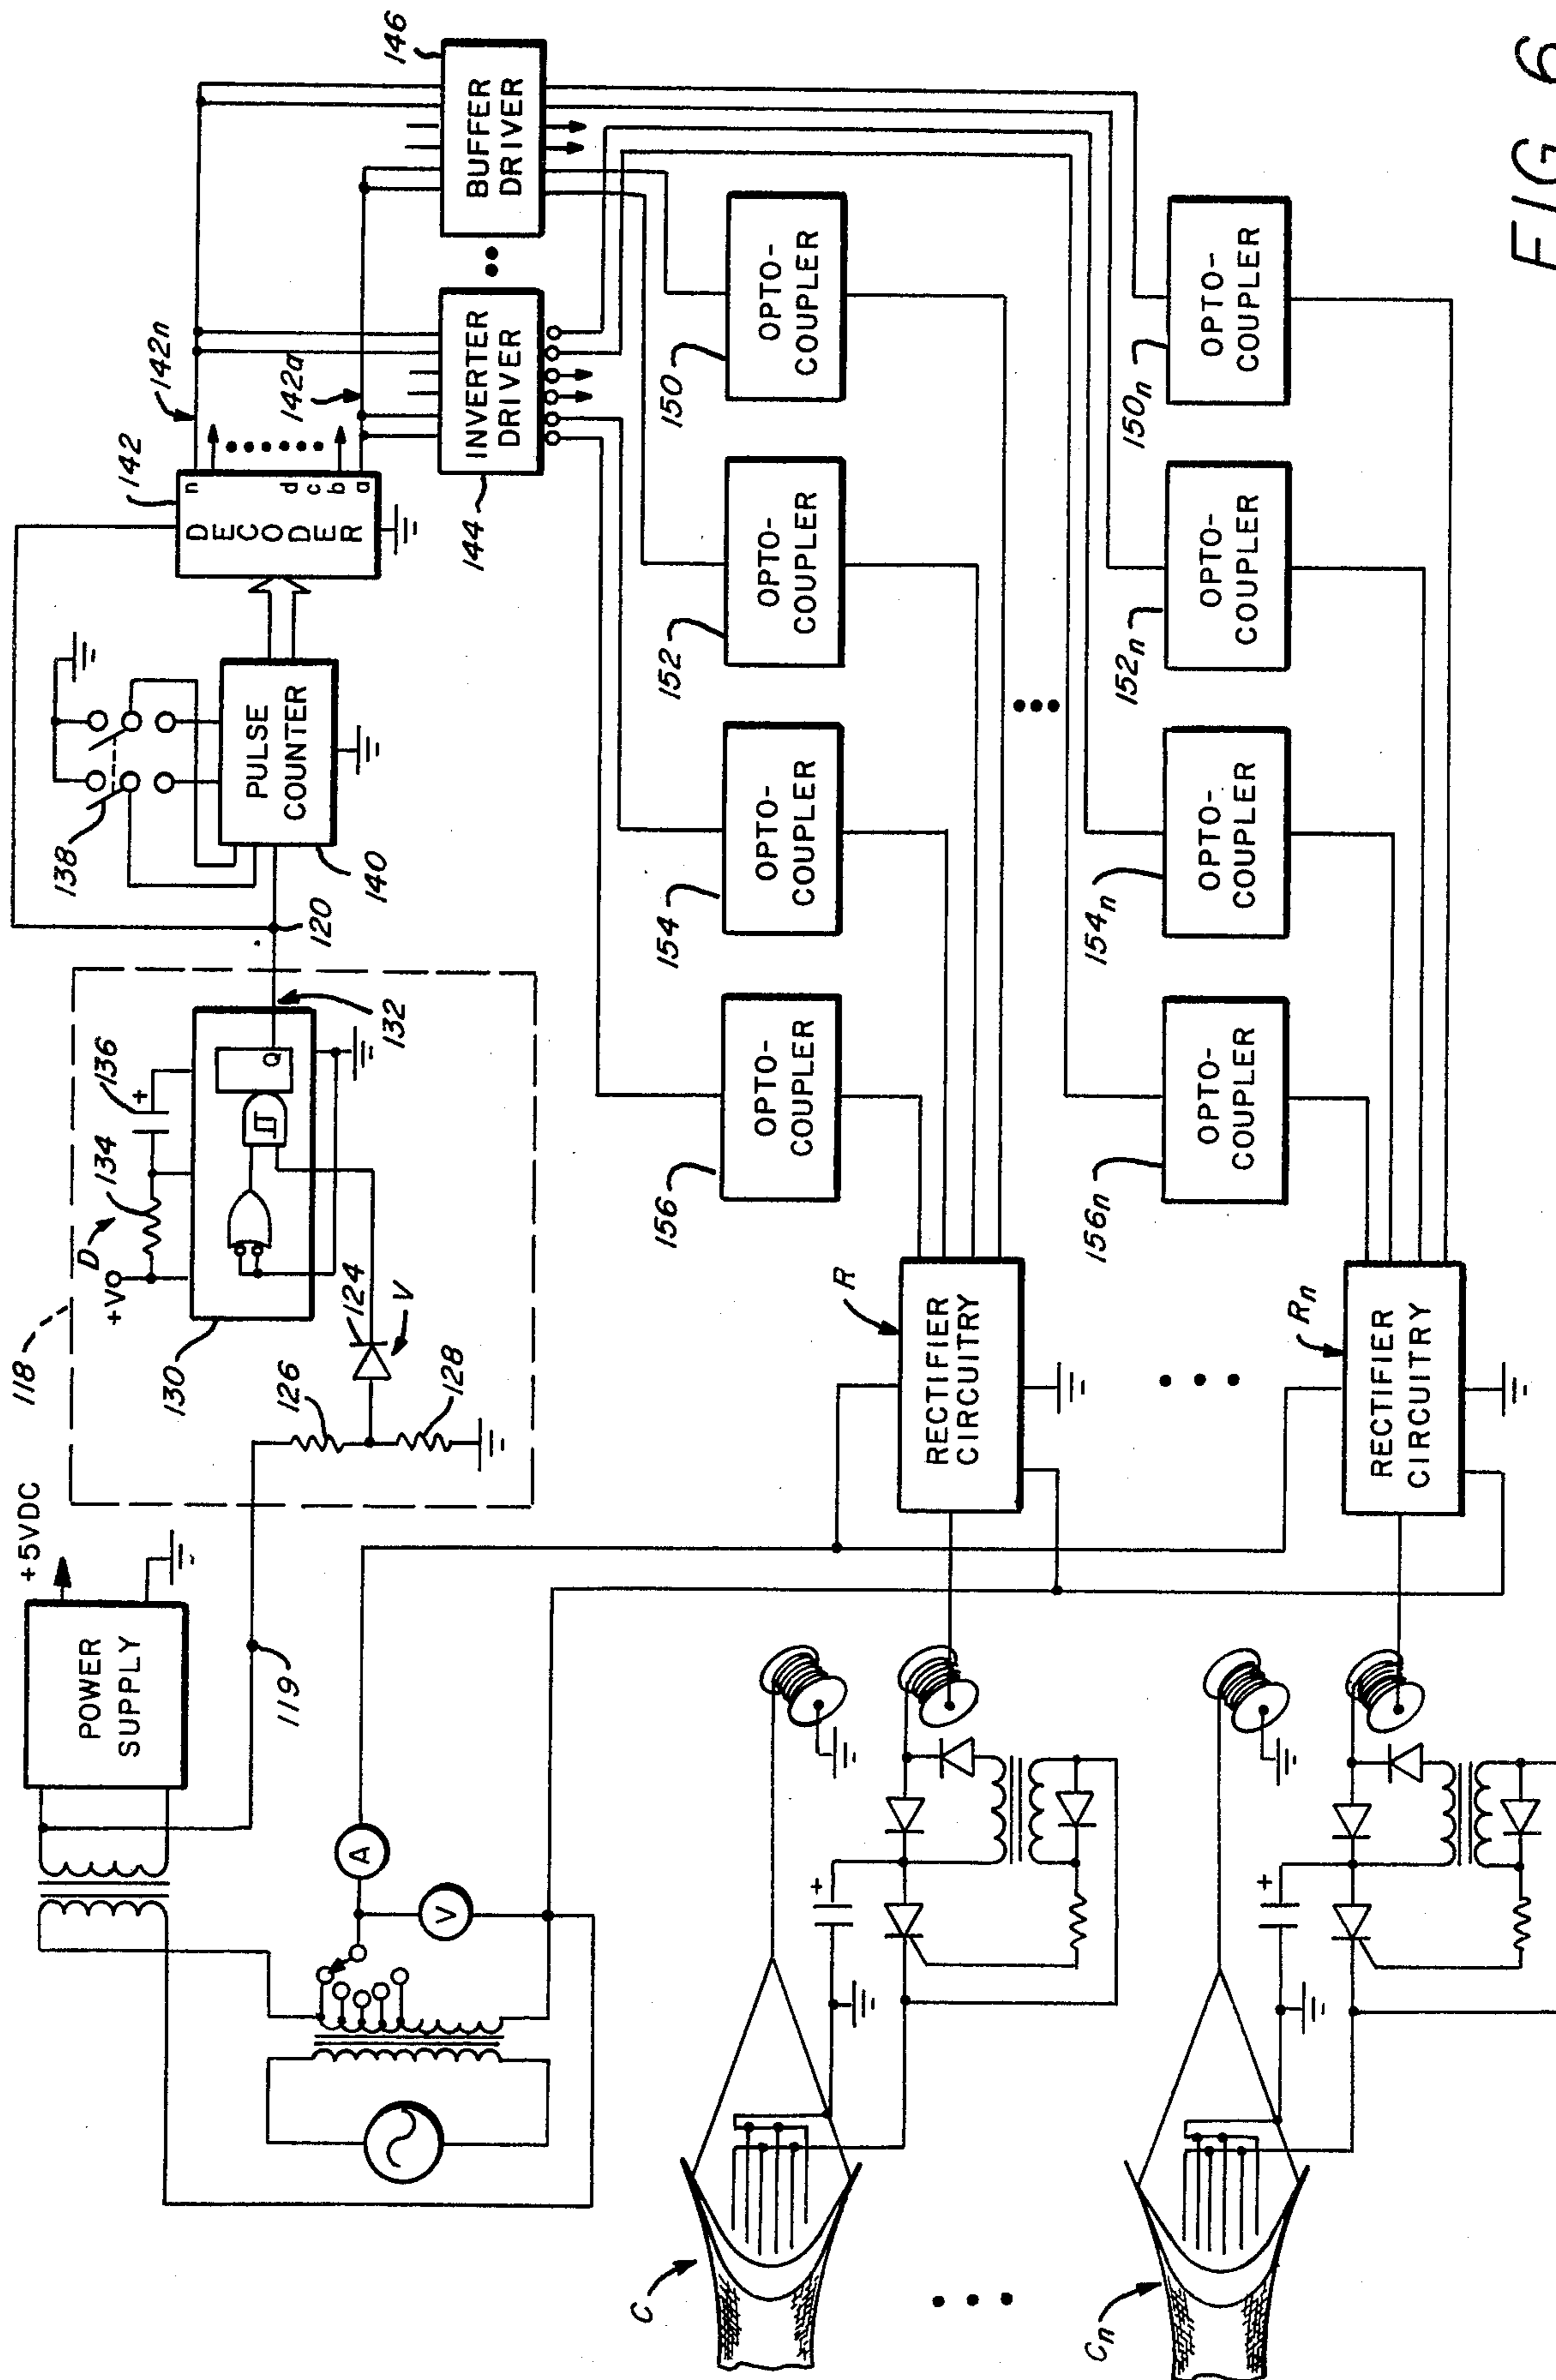 +5VDC
POWER
SUPPLY
119
A
V
118
+V
D
134
136
130
Q
132
124
V
126
128
120
138
PULSE
COUNTER
140
142
DECODER
n
d
c
b
a
142n
142a
INVERTER
DRIVER
144
BUFFER
DRIVER
146
156
OPTO-
COUPLER
154
OPTO-
COUPLER
152
OPTO-
COUPLER
150
OPTO-
COUPLER
R
RECTIFIER
CIRCUITRY
+
C
156n
OPTO-
COUPLER
154n
OPTO-
COUPLER
152n
OPTO-
COUPLER
150n
OPTO-
COUPLER
Rn
RECTIFIER
CIRCUITRY
+
Cn
FIG 6